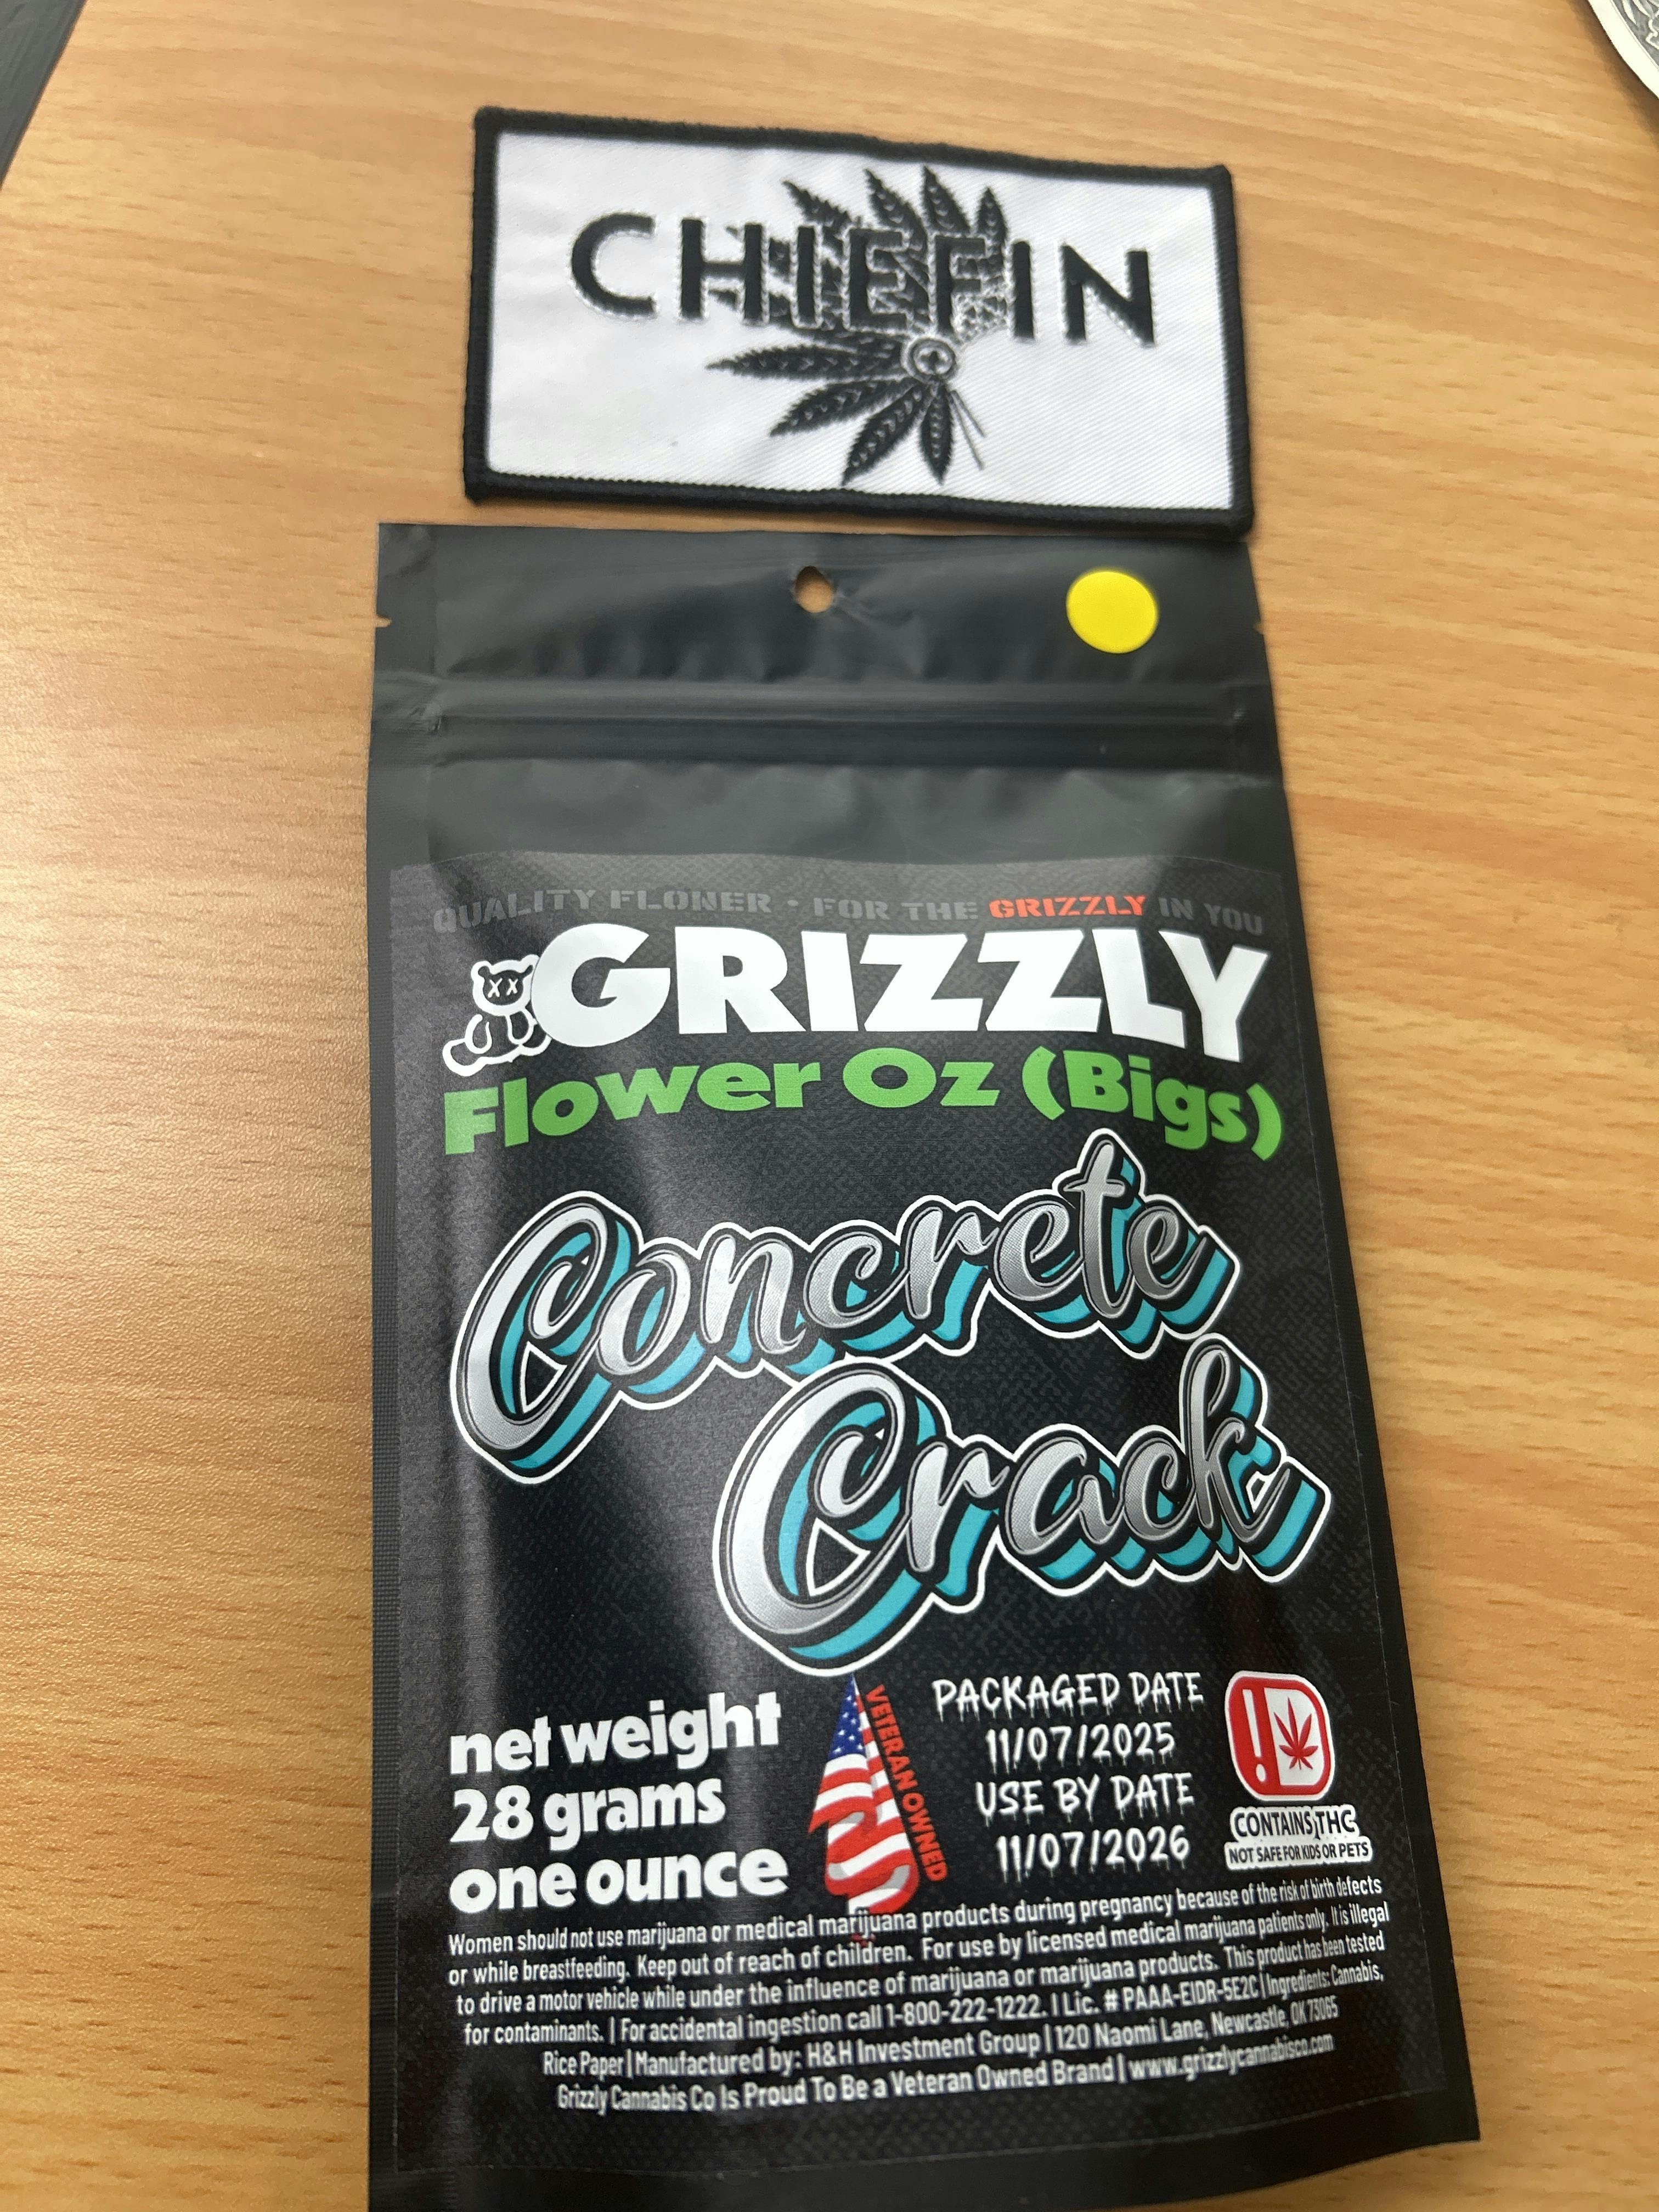 CHIEFIN
QUALITY FLOWER • FOR THE GRIZZLY IN YOU
GRIZZLY
Flower Oz (Bigs)
Concrete
Crack
net weight
28 grams
one ounce
VETERAN OWNED
PACKAGED DATE
11/07/2025
USE BY DATE
11/07/2026
CONTAINS THC
NOT SAFE FOR KIDS OR PETS
Women should not use marijuana or medical marijuana products during pregnancy because of the risk of birth defects
or while breastfeeding. Keep out of reach of children. For use by licensed medical marijuana patients only. It is illegal
to drive a motor vehicle while under the influence of marijuana or marijuana products. This product has been tested
for contaminants. | For accidental ingestion call 1-800-222-1222. | Lic. # PAAA-EIDR-5E2C | Ingredients: Cannabis,
Rice Paper | Manufactured by: H&H Investment Group | 120 Naomi Lane, Newcastle, OK 73065
Grizzly Cannabis Co Is Proud To Be a Veteran Owned Brand | www.grizzlycannabisco.com